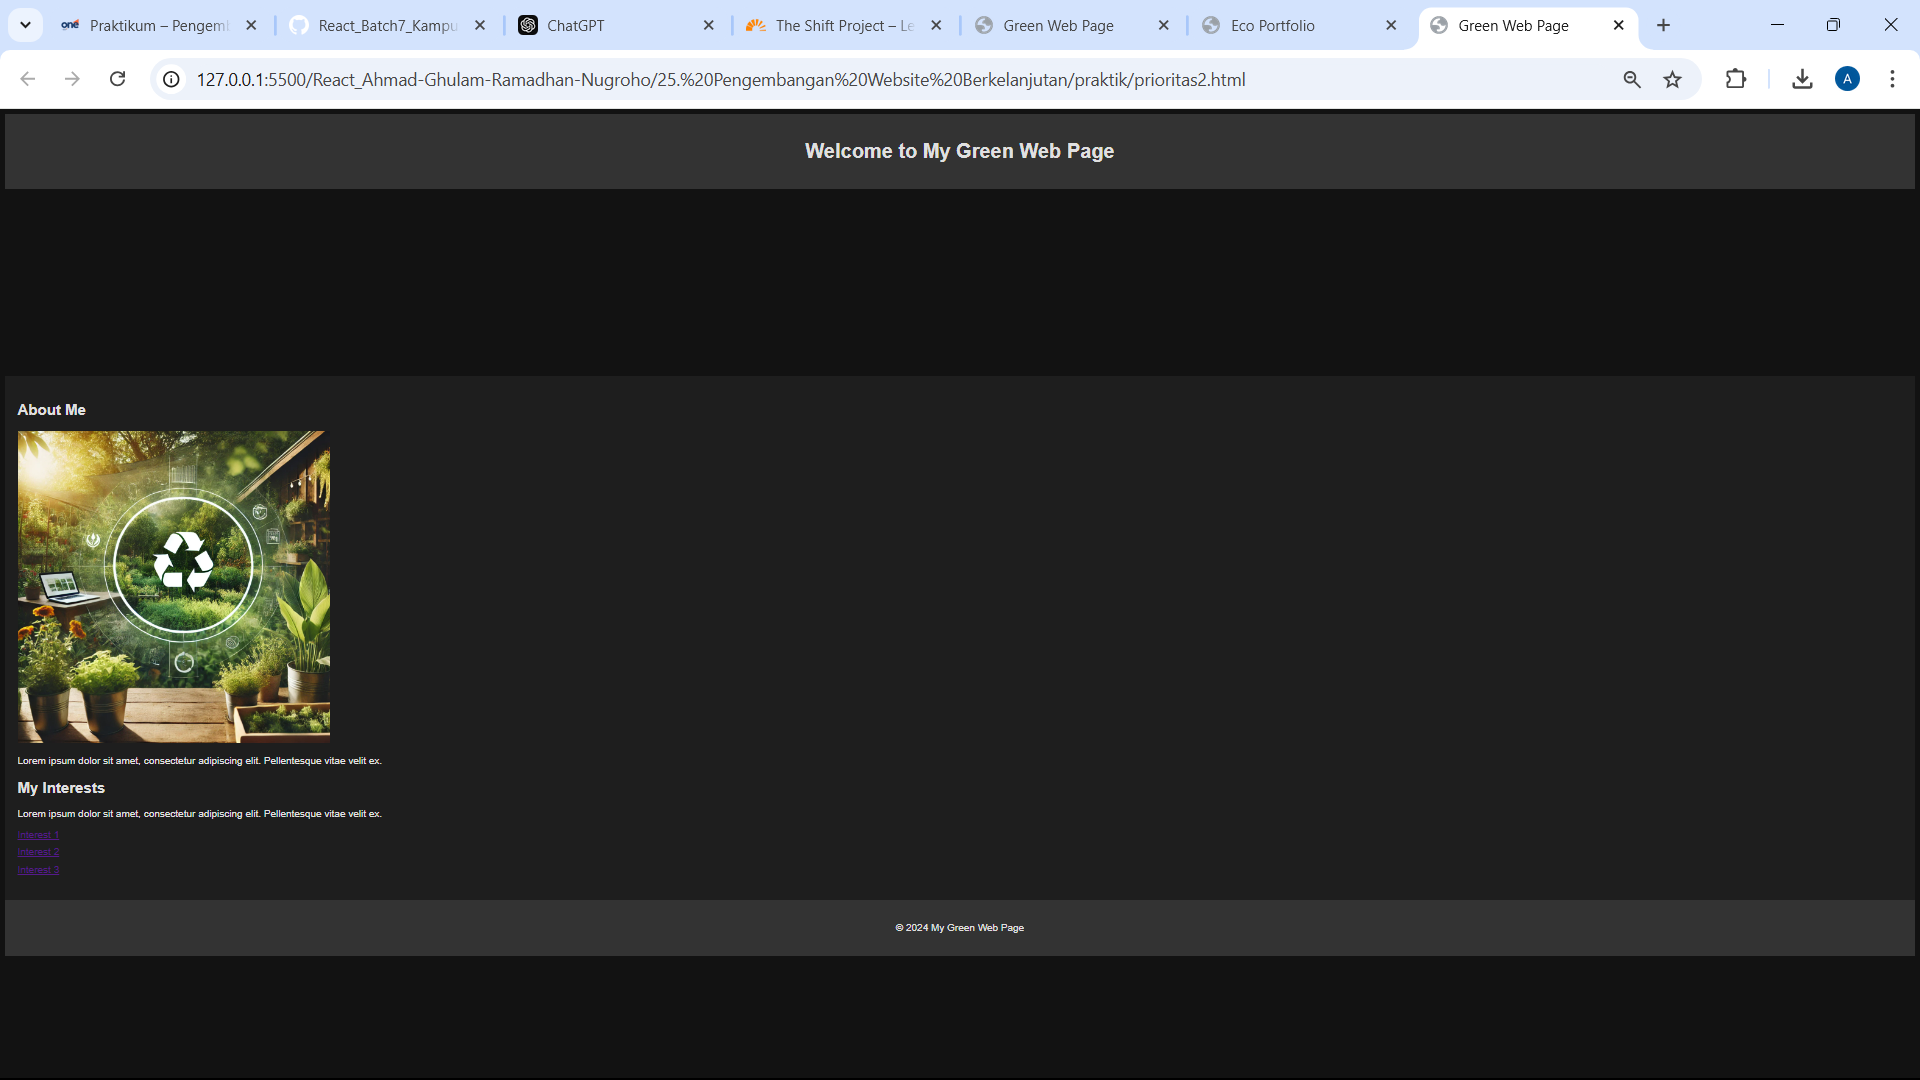 one Praktikum – Pengemb
React_Batch7_Kampu
ChatGPT
The Shift Project – Le
Green Web Page
Eco Portfolio
Green Web Page
127.0.0.1:5500/React_Ahmad-Ghulam-Ramadhan-Nugroho/25.%20Pengembangan%20Website%20Berkelanjutan/praktik/prioritas2.html
A
Welcome to My Green Web Page
About Me
Lorem ipsum dolor sit amet, consectetur adipiscing elit. Pellentesque vitae velit ex.
My Interests
Lorem ipsum dolor sit amet, consectetur adipiscing elit. Pellentesque vitae velit ex.
Interest 1
Interest 2
Interest 3
© 2024 My Green Web Page